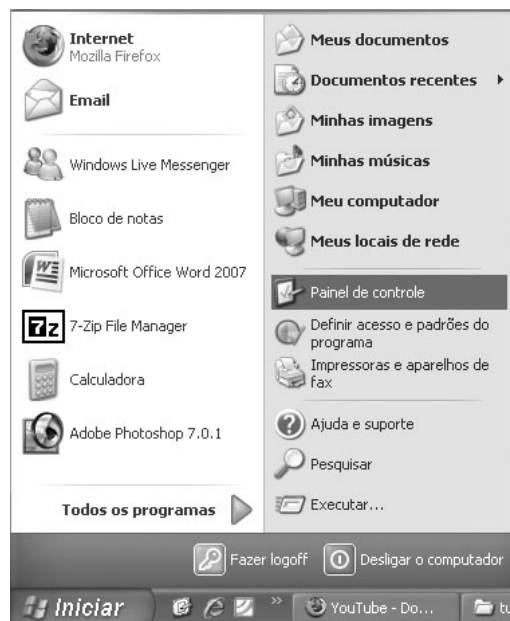 Internet
Mozilla Firefox
Email
Windows Live Messenger
Bloco de notas
Microsoft Office Word 2007
7-Zip File Manager
Calculadora
Adobe Photoshop 7.0.1
Todos os programas
Meus documentos
Documentos recentes
Minhas imagens
Minhas músicas
Meu computador
Meus locais de rede
Painel de controle
Definir acesso e padrões do
programa
Impressoras e aparelhos de
fax
Ajuda e suporte
Pesquisar
Executar...
Fazer logoff
Desligar o computador
Iniciar
YouTube - Do...
tu